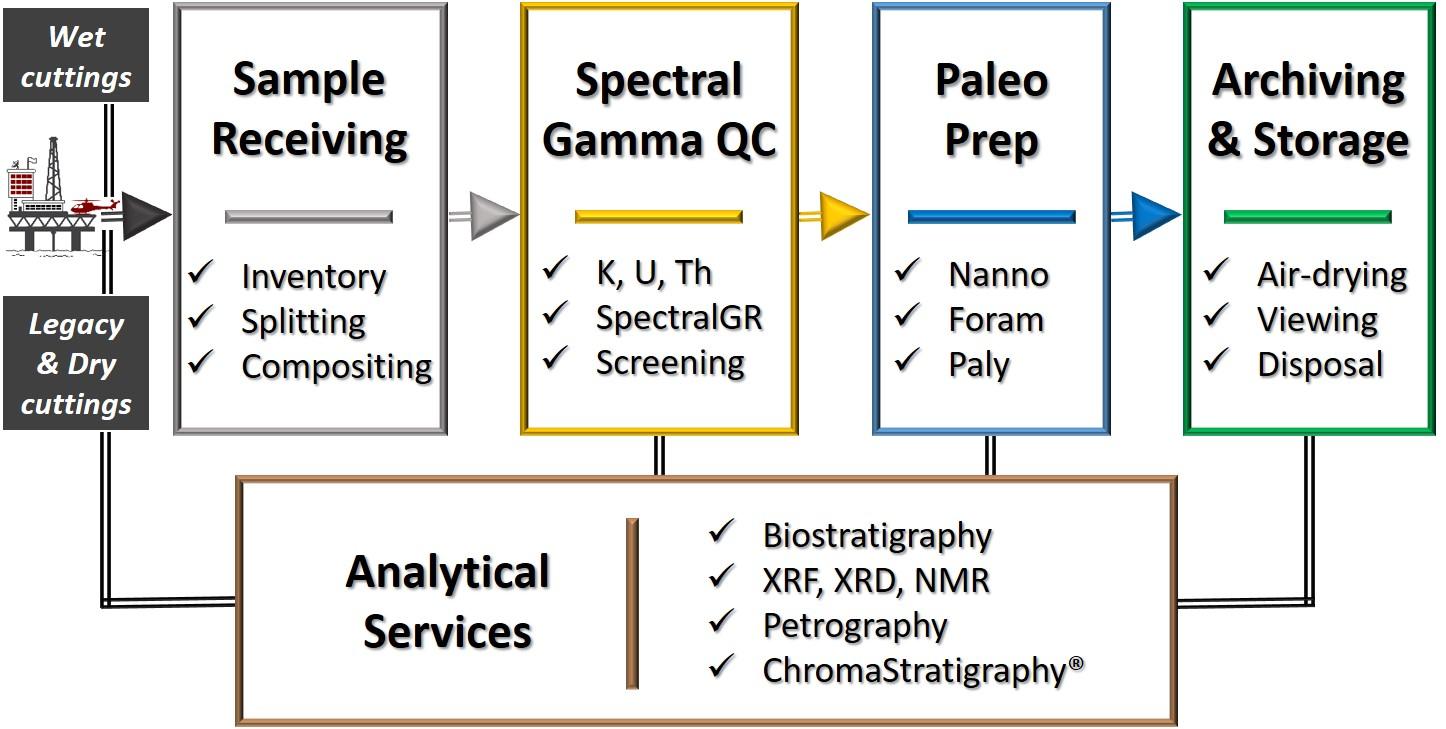 Wet
cuttings
Legacy
& Dry
cuttings
Sample
Receiving
Inventory
Splitting
Compositing
Spectral
Gamma QC
K, U, Th
SpectralGR
Screening
Paleo
Prep
Nanno
Foram
Paly
Archiving
& Storage
Air-drying
Viewing
Disposal
Analytical
Services
Biostratigraphy
XRF, XRD, NMR
Petrography
ChromaStratigraphy®